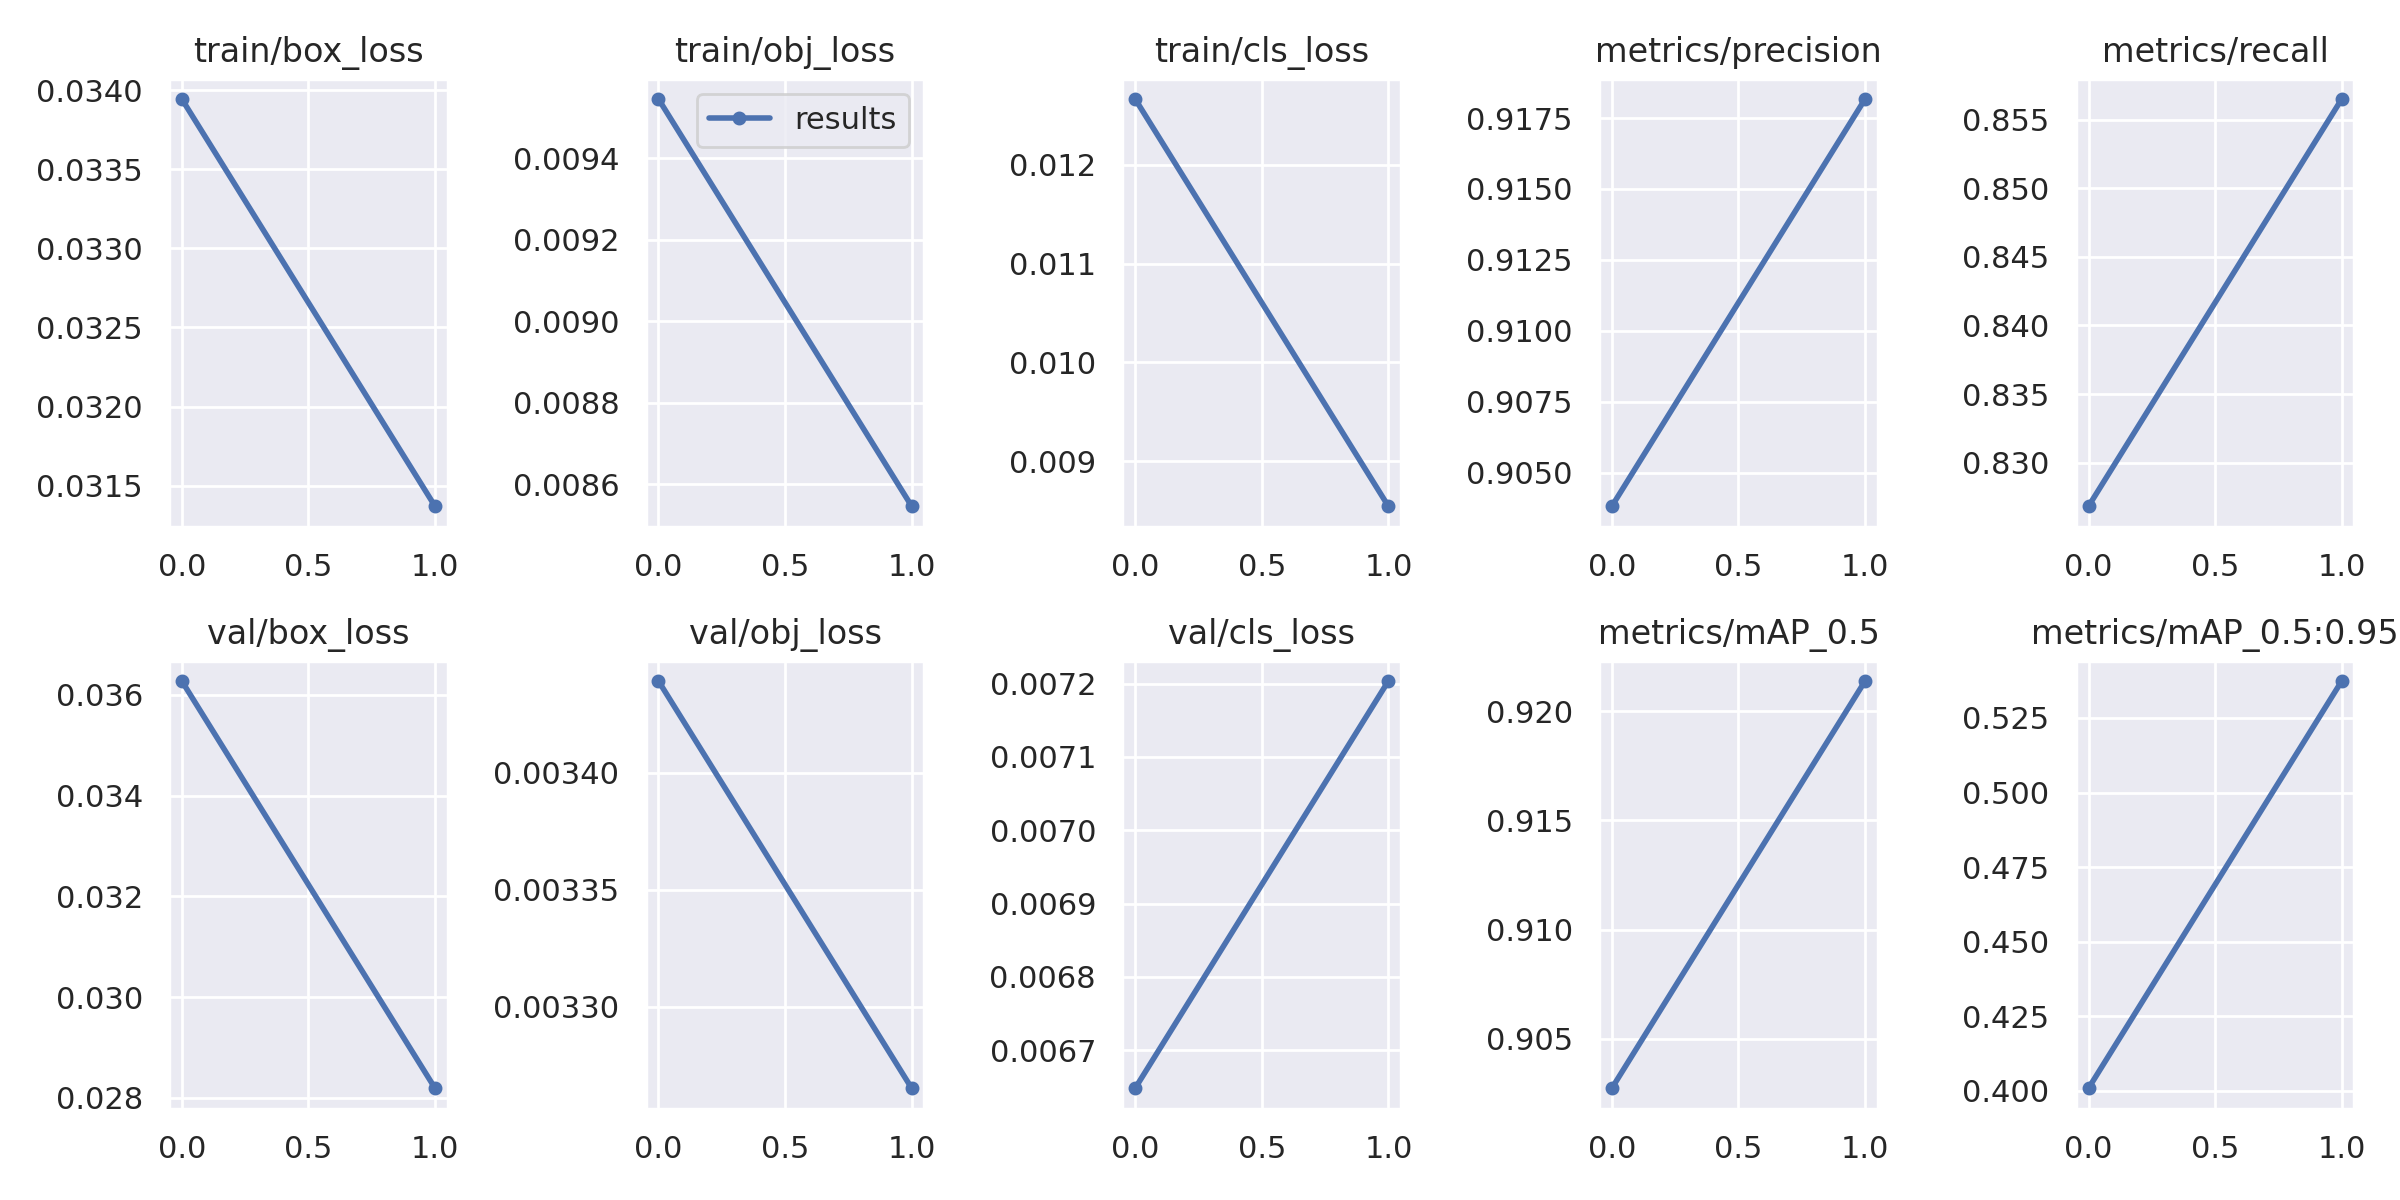 train/box_loss
0.0340
0.0335
0.0330
0.0325
0.0320
0.0315
0.0 0.5 1.0
train/obj_loss
results
0.0094
0.0092
0.0090
0.0088
0.0086
0.0 0.5 1.0
train/cls_loss
0.012
0.011
0.010
0.009
0.0 0.5 1.0
metrics/precision
0.9175
0.9150
0.9125
0.9100
0.9075
0.9050
0.0 0.5 1.0
metrics/recall
0.855
0.850
0.845
0.840
0.835
0.830
0.0 0.5 1.0
val/box_loss
0.036
0.034
0.032
0.030
0.028
0.0 0.5 1.0
val/obj_loss
0.00340
0.00335
0.00330
0.0 0.5 1.0
val/cls_loss
0.0072
0.0071
0.0070
0.0069
0.0068
0.0067
0.0 0.5 1.0
metrics/mAP_0.5
0.920
0.915
0.910
0.905
0.0 0.5 1.0
metrics/mAP_0.5:0.95
0.525
0.500
0.475
0.450
0.425
0.400
0.0 0.5 1.0